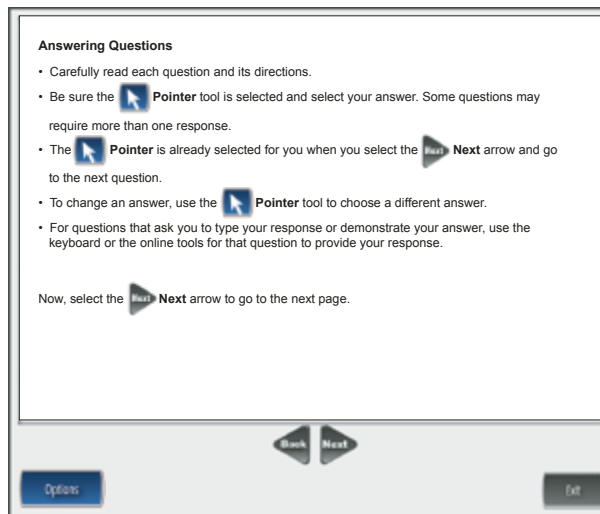 Answering Questions
• Carefully read each question and its directions.
• Be sure the Pointer tool is selected and select your answer. Some questions may
require more than one response.
• The Pointer is already selected for you when you select the Next Next arrow and go
to the next question.
• To change an answer, use the Pointer tool to choose a different answer.
• For questions that ask you to type your response or demonstrate your answer, use the
keyboard or the online tools for that question to provide your response.
Now, select the Next Next arrow to go to the next page.
Back Next
Options Exit